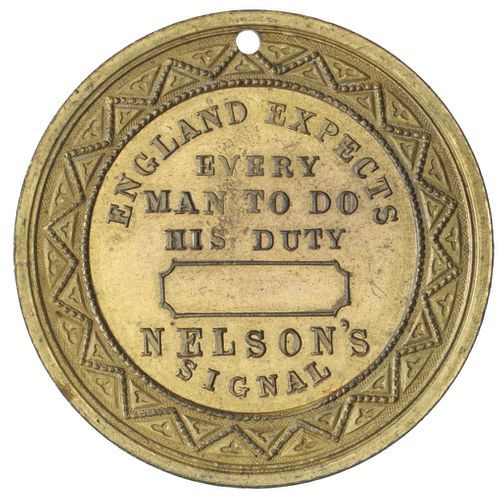 ENGLAND EXPECTS
EVERY
MAN TO DO
HIS DUTY
NELSON'S
SIGNAL